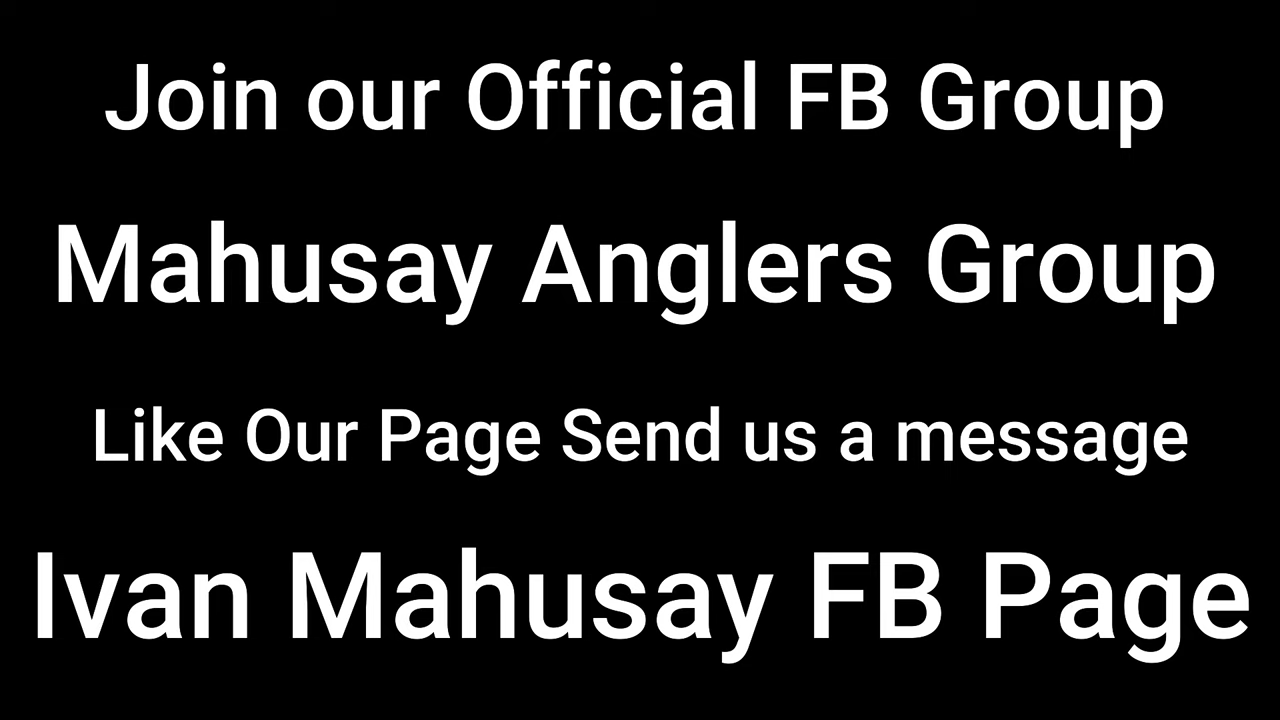 Join our Official FB Group
Mahusay Anglers Group
Like Our Page Send us a message
Ivan Mahusay FB Page